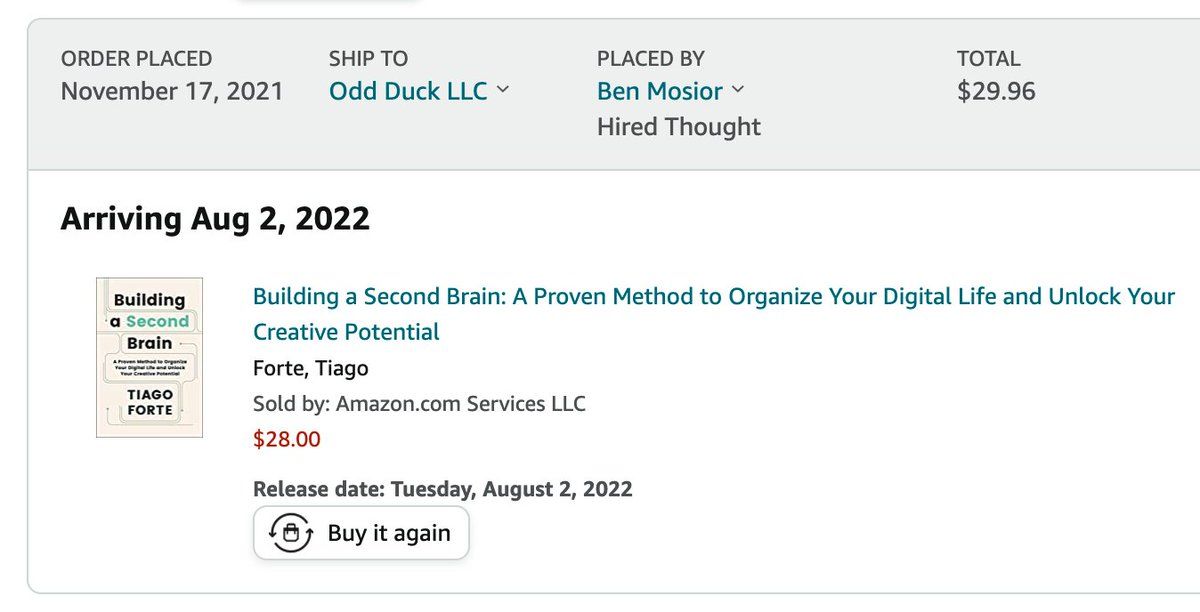 ORDER PLACED
November 17, 2021
SHIP TO
Odd Duck LLC
PLACED BY
Ben Mosior
Hired Thought
TOTAL
$29.96
Arriving Aug 2, 2022
Building
a Second
Brain
A Proven Method to Organize
Your Digital Life and Unlock
Your Creative Potential
TIAGO
FORTE
Building a Second Brain: A Proven Method to Organize Your Digital Life and Unlock Your
Creative Potential
Forte, Tiago
Sold by: Amazon.com Services LLC
$28.00
Release date: Tuesday, August 2, 2022
Buy it again